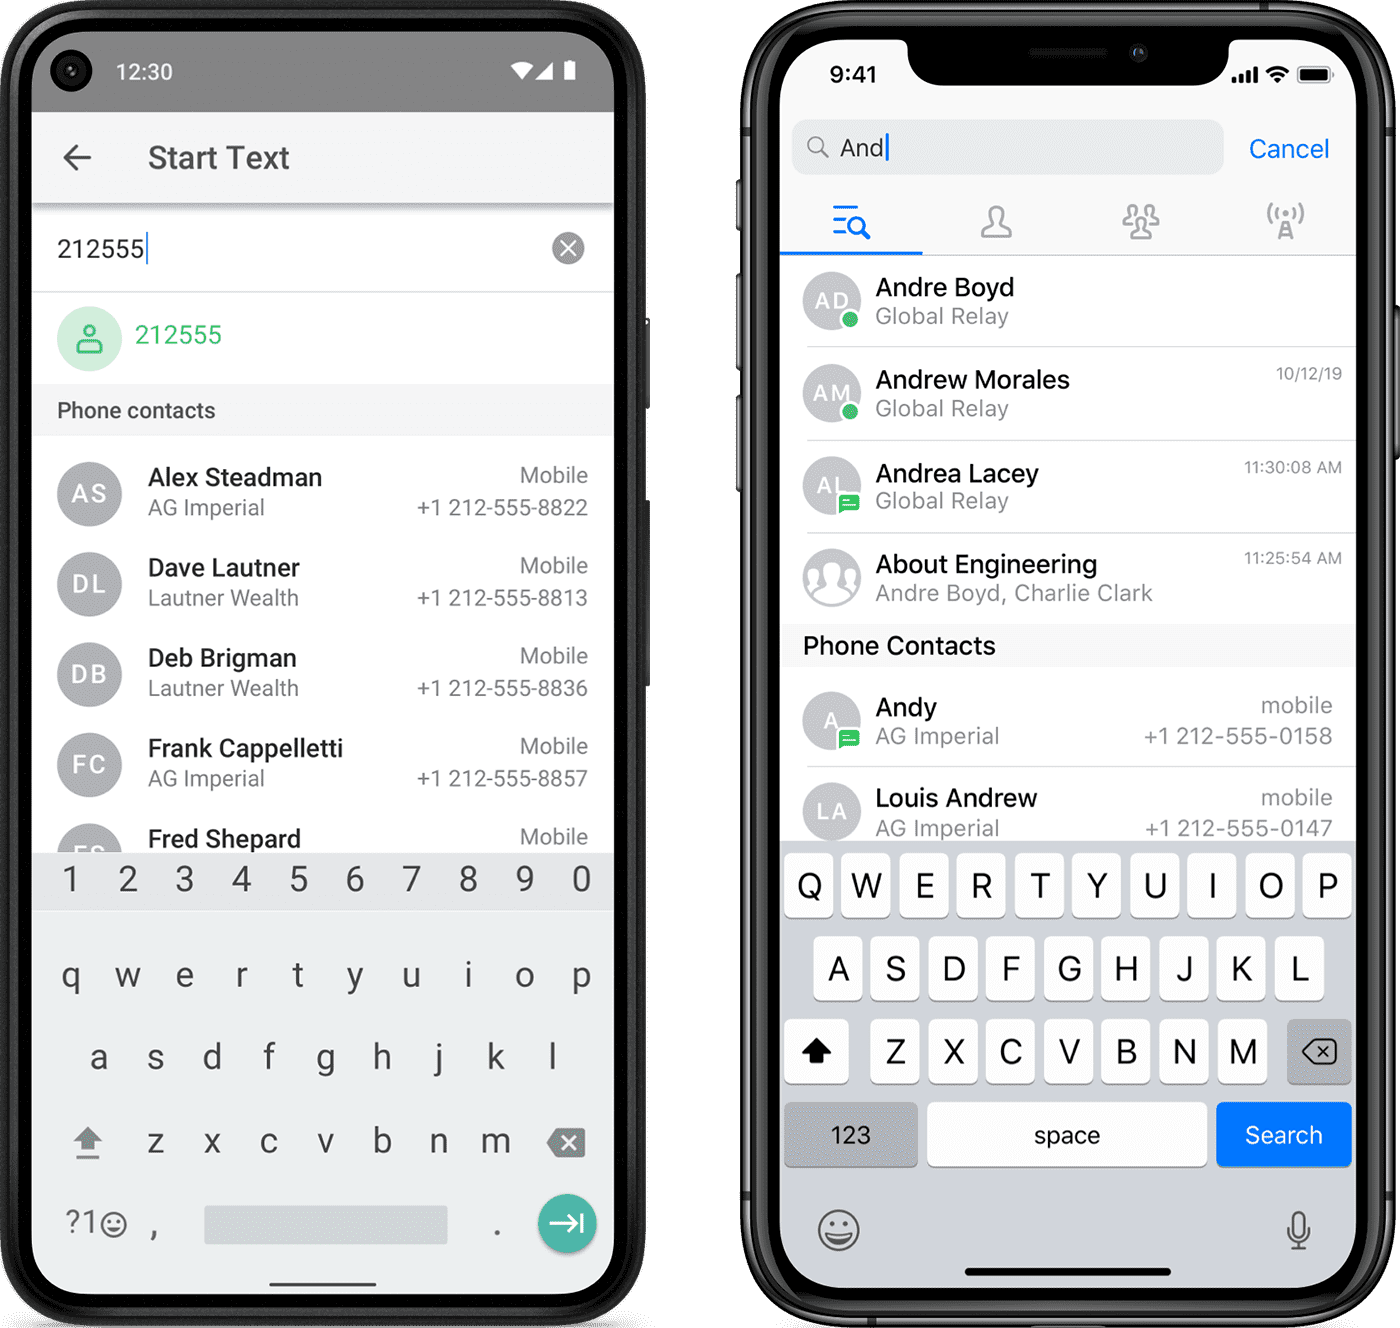 12:30
Start Text
212555
212555
Phone contacts
AS Alex Steadman Mobile
AG Imperial +1 212-555-8822
DL Dave Lautner Mobile
Lautner Wealth +1 212-555-8813
DB Deb Brigman Mobile
Lautner Wealth +1 212-555-8836
FC Frank Cappelletti Mobile
AG Imperial +1 212-555-8857
FS Fred Shepard Mobile
1 2 3 4 5 6 7 8 9 0
q w e r t y u i o p
a s d f g h j k l
z x c v b n m
?1 , .
9:41
And Cancel
AD Andre Boyd
Global Relay
AM Andrew Morales 10/12/19
Global Relay
AL Andrea Lacey 11:30:08 AM
Global Relay
About Engineering 11:25:54 AM
Andre Boyd, Charlie Clark
Phone Contacts
A Andy mobile
AG Imperial +1 212-555-0158
LA Louis Andrew mobile
AG Imperial +1 212-555-0147
Q W E R T Y U I O P
A S D F G H J K L
Z X C V B N M
123 space Search